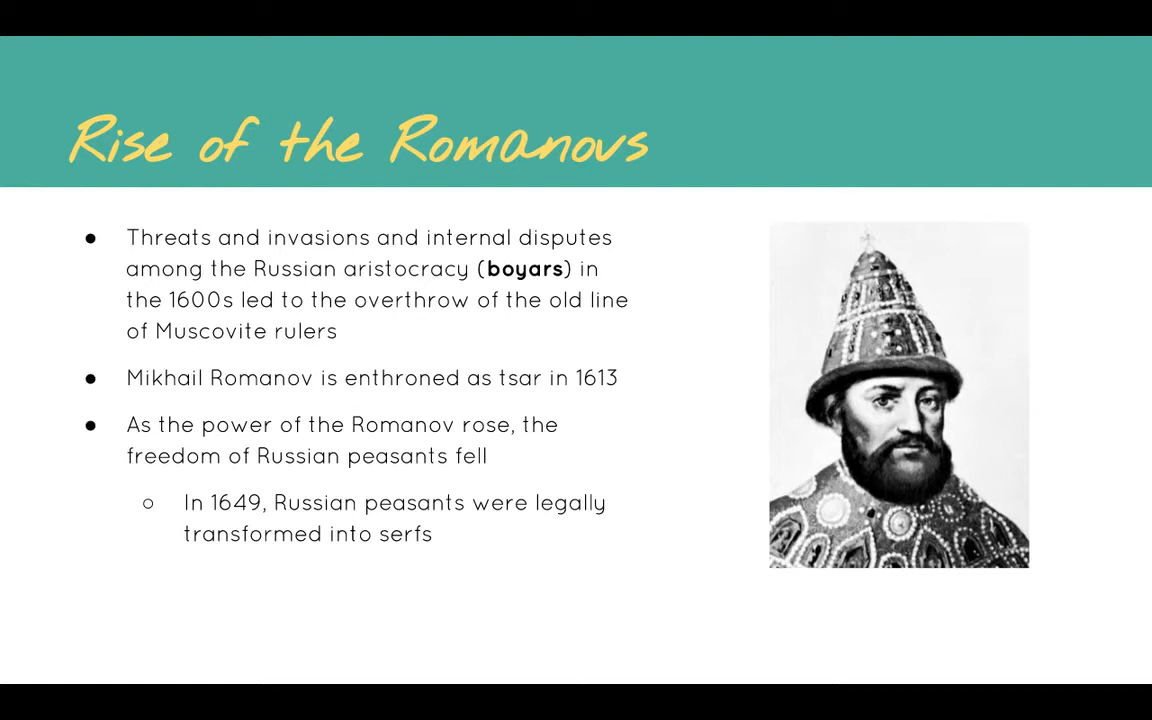 Rise of the Romanovs
● Threats and invasions and internal disputes
among the Russian aristocracy (boyars) in
the 1600s led to the overthrow of the old line
of Muscovite rulers
● Mikhail Romanov is enthroned as tsar in 1613
● As the power of the Romanov rose, the
freedom of Russian peasants fell
○ In 1649, Russian peasants were legally
transformed into serfs